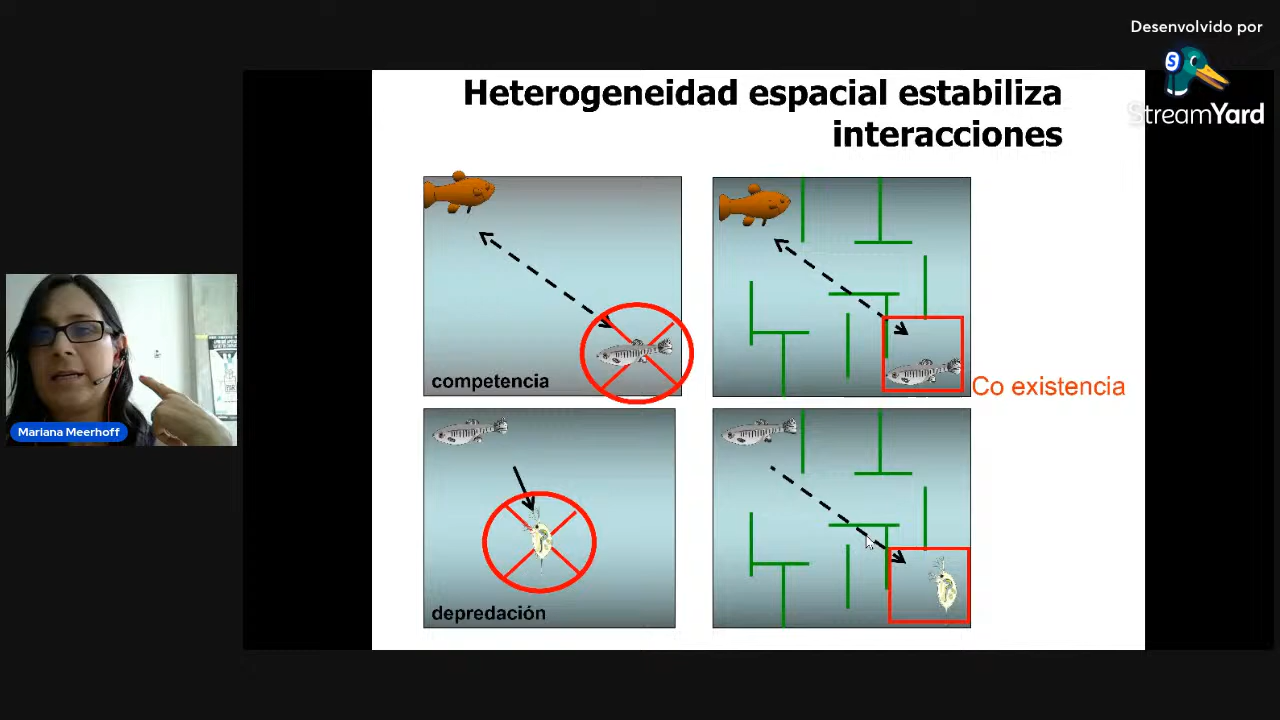 Desenvolvido por
StreamYard
Heterogeneidad espacial estabiliza
interacciones
competencia
Co existencia
Mariana Meerhoff
depredación